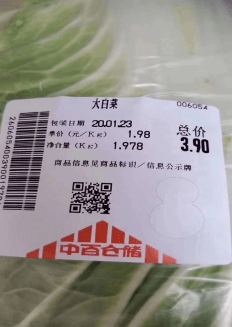 大白菜 006054
包装日期 20.01.23
单价(元/Kg) 1.98 总价
净含量(Kg) 1.978 3.90
商品信息见商品标识/信息公示牌
中百仓储